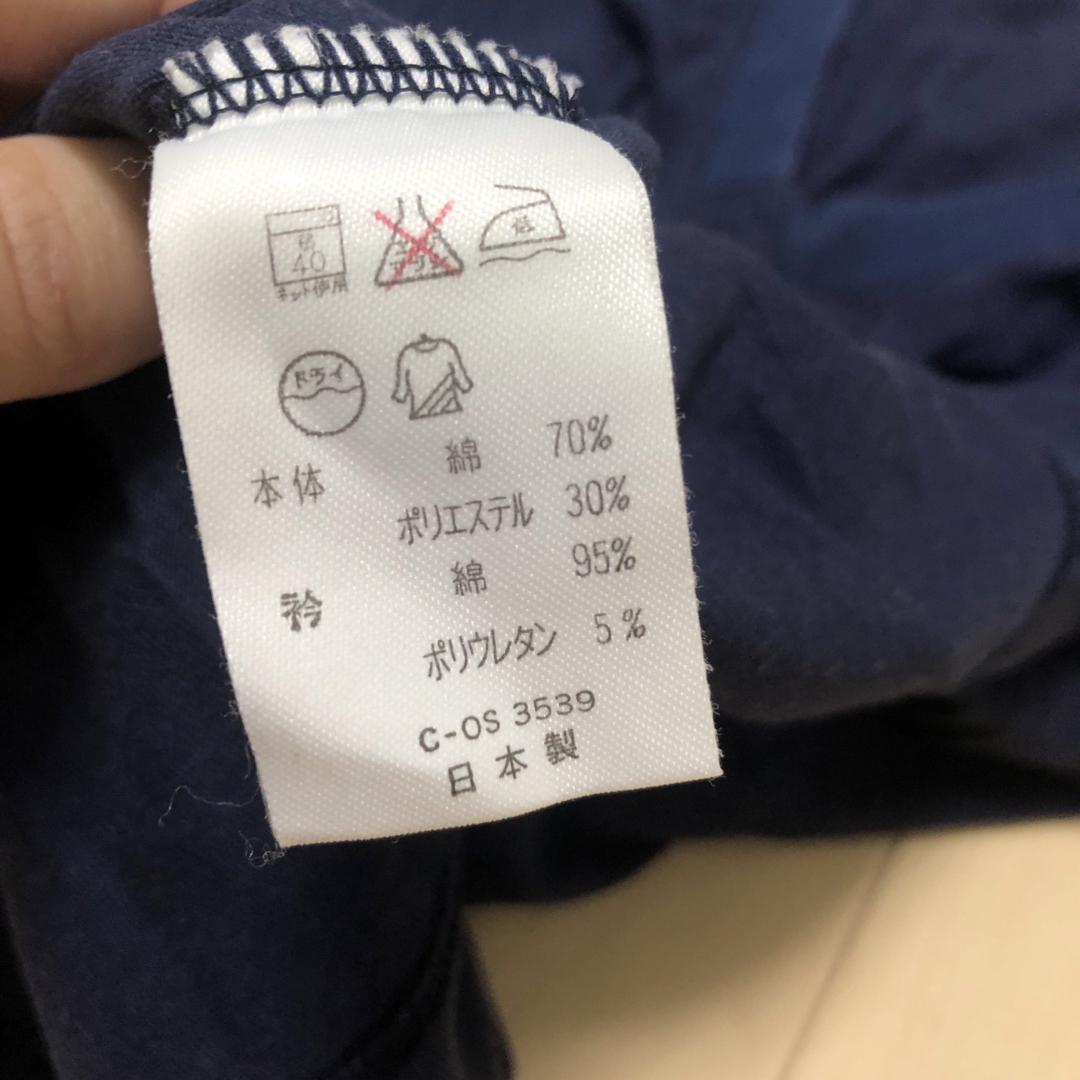 弱
40
ネット使用
低
ドライ
綿 70%
本体
ポリエステル 30%
綿 95%
衿
ポリウレタン 5%
C-OS 3539
日本製